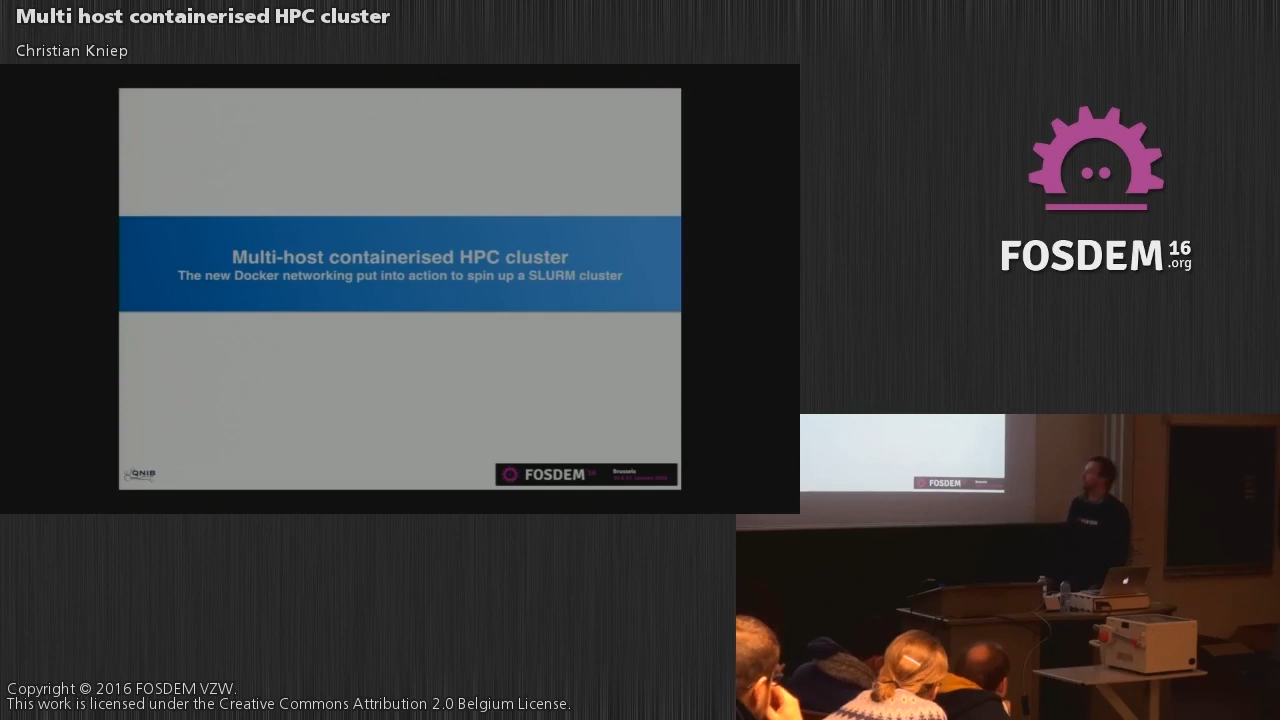 Multi host containerised HPC cluster
Christian Kniep
Multi-host containerised HPC cluster
The new Docker networking put into action to spin up a SLURM cluster
QNIB
FOSDEM 16
Brussels
FOSDEM 16
.org
FOSDEM
Copyright © 2016 FOSDEM VZW.
This work is licensed under the Creative Commons Attribution 2.0 Belgium License.